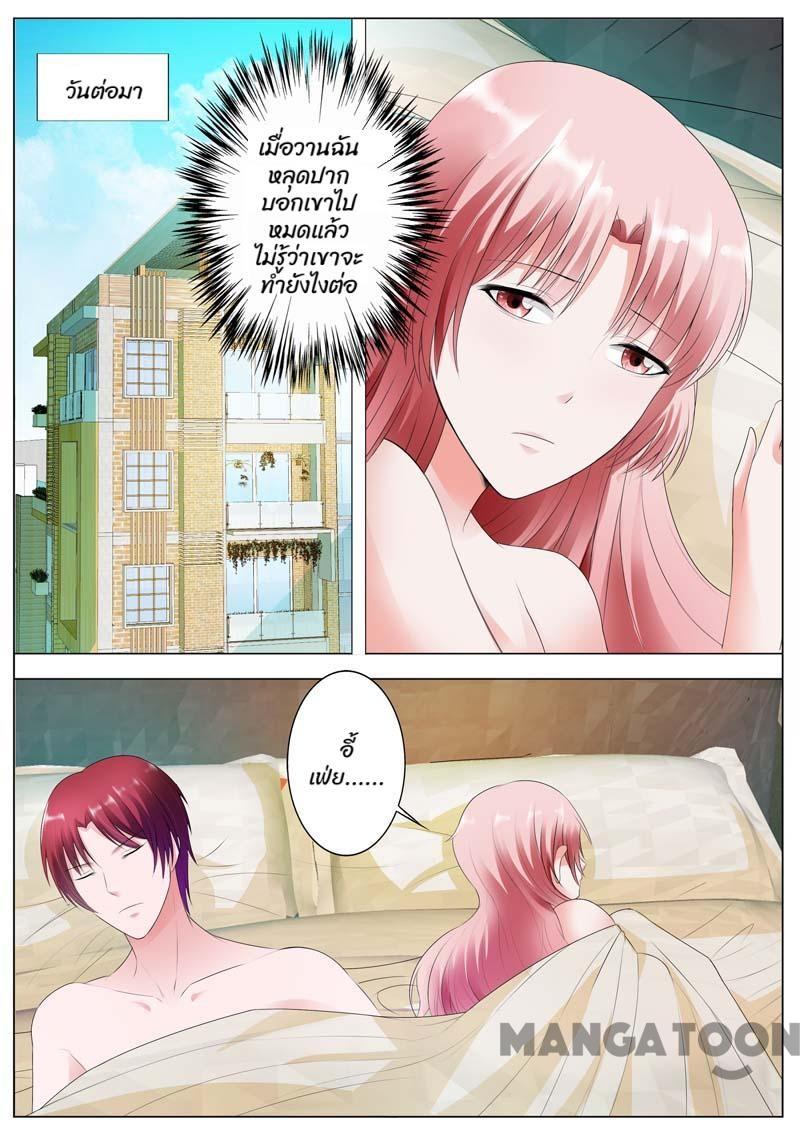 วันต่อมา
เมื่อวานฉัน
หลุดปาก
บอกเขาไป
หมดแล้ว
ไม่รู้ว่าเขาจะ
ทำยังไงต่อ
อี้
เฟ่ย......
MANGATOON